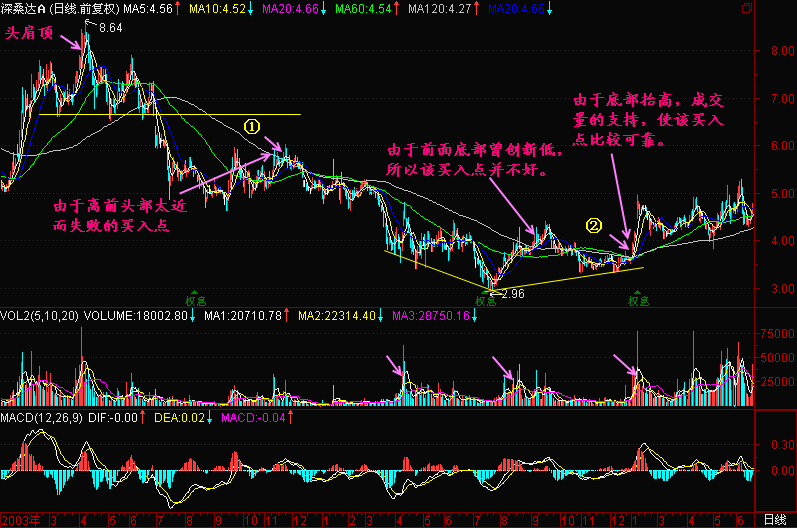 深桑达A (日线.前复权) MA5:4.56↑ MA10:4.52↓ MA20:4.66↓ MA60:4.54↑ MA120:4.27↑ MA20:4.66↓
头肩顶
8.64
8.00
7.00
①
由于底部抬高，成交
量的支持，使该买入
点比较可靠。
由于前面底部曾创新低，
所以该买入点并不好。
6.00
5.00
由于离前头部太近
而失败的买入点
②
4.00
3.00
2.96
权息 权息 权息
VOL2(5,10,20) VOLUME:18002.80↓ MA1:20710.78↑ MA2:22314.40↓ MA3:28750.16↓
75000
50000
25000
MACD(12,26,9) DIF:-0.00↑ DEA:0.02↓ MACD:-0.04↑
0.30
0.00
2003年 3 4 5 6 7 8 9 10 11 12 2 3 4 5 6 7 8 9 10 11 12 1 3 4 5 6 日线